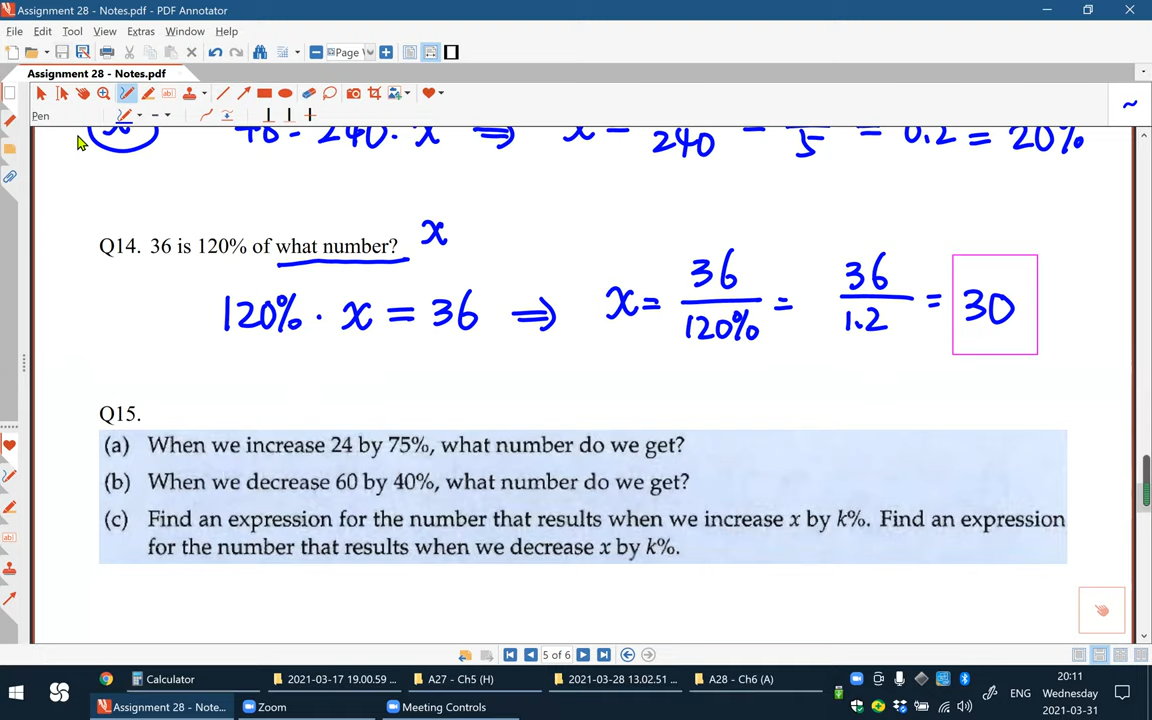 Assignment 28 - Notes.pdf - PDF Annotator
File Edit Tool View Extras Window Help
Page
Assignment 28 - Notes.pdf
Pen
48 = 240 · x ⟹ x = 240 = 5 = 0.2 = 20%
Q14. 36 is 120% of what number? x
120% · x = 36 ⟹ x = 36/120% = 36/1.2 = 30
Q15.
(a) When we increase 24 by 75%, what number do we get?
(b) When we decrease 60 by 40%, what number do we get?
(c) Find an expression for the number that results when we increase x by k%. Find an expression
for the number that results when we decrease x by k%.
5 of 6
Calculator
2021-03-17 19.00.59 ...
A27 - Ch5 (H)
2021-03-28 13.02.51 ...
A28 - Ch6 (A)
Assignment 28 - Note...
Zoom
Meeting Controls
ENG
20:11
Wednesday
2021-03-31